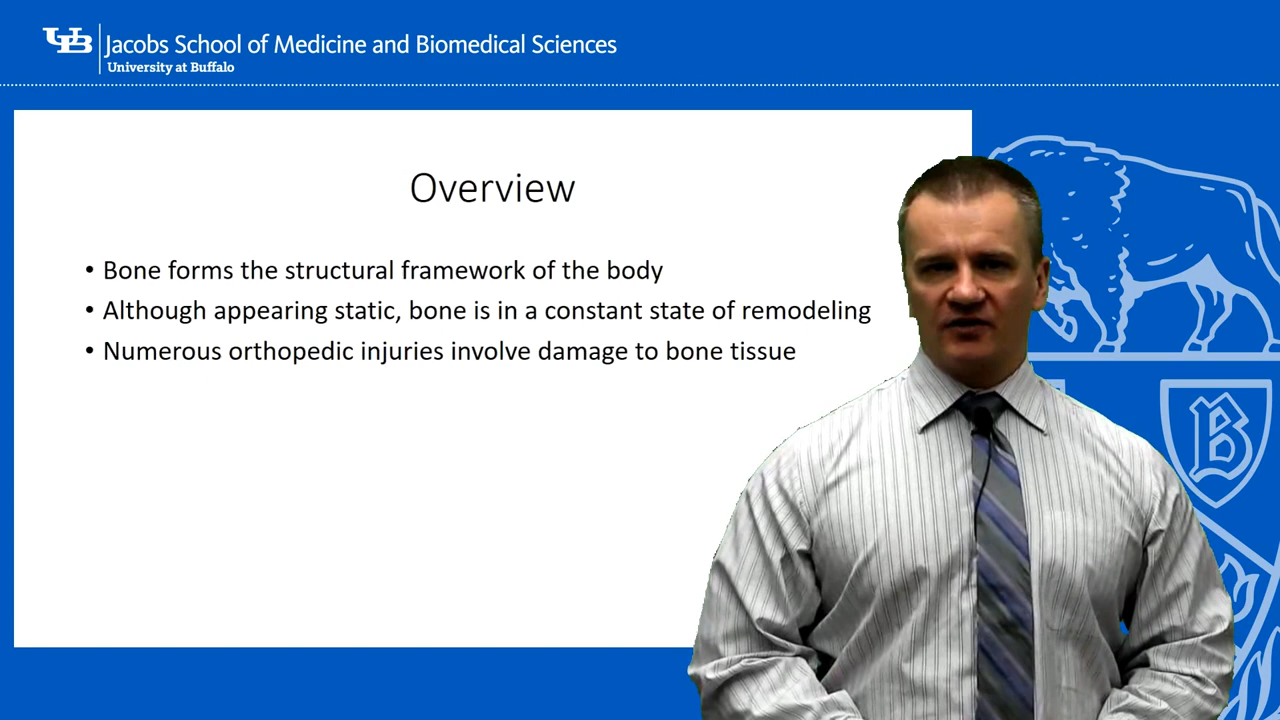 UB Jacobs School of Medicine and Biomedical Sciences
University at Buffalo
Overview
• Bone forms the structural framework of the body
• Although appearing static, bone is in a constant state of remodeling
• Numerous orthopedic injuries involve damage to bone tissue
B